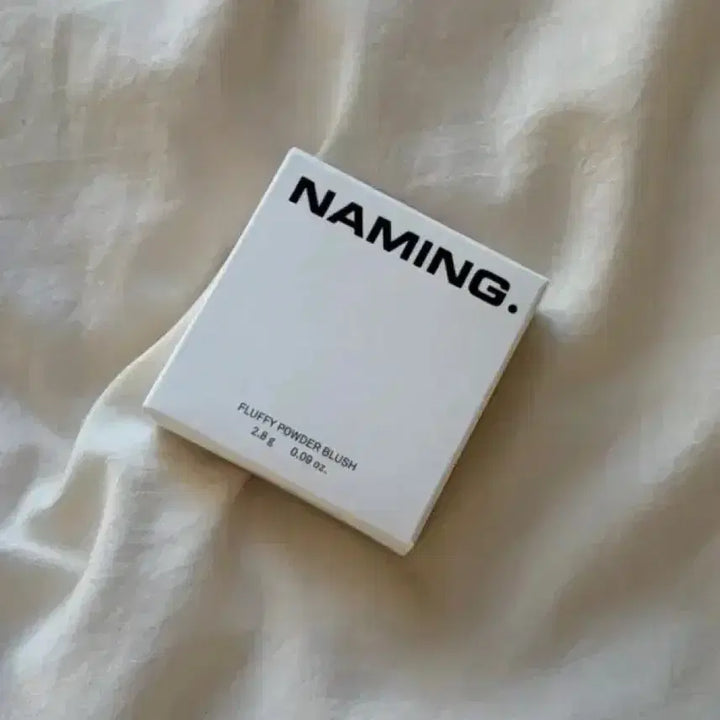 NAMING.
FLUFFY POWDER BLUSH
2.8 g 0.09 oz.